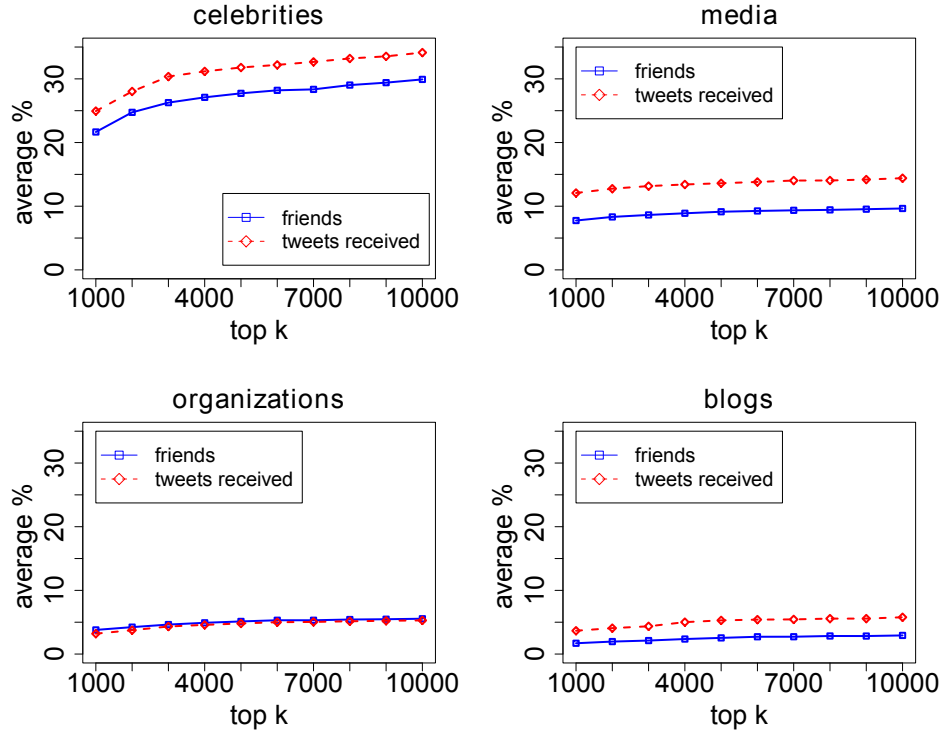 celebrities
average %
0 10 20 30
friends
tweets received
1000 4000 7000 10000
top k
media
average %
0 10 20 30
friends
tweets received
1000 4000 7000 10000
top k
organizations
average %
0 10 20 30
friends
tweets received
1000 4000 7000 10000
top k
blogs
average %
0 10 20 30
friends
tweets received
1000 4000 7000 10000
top k